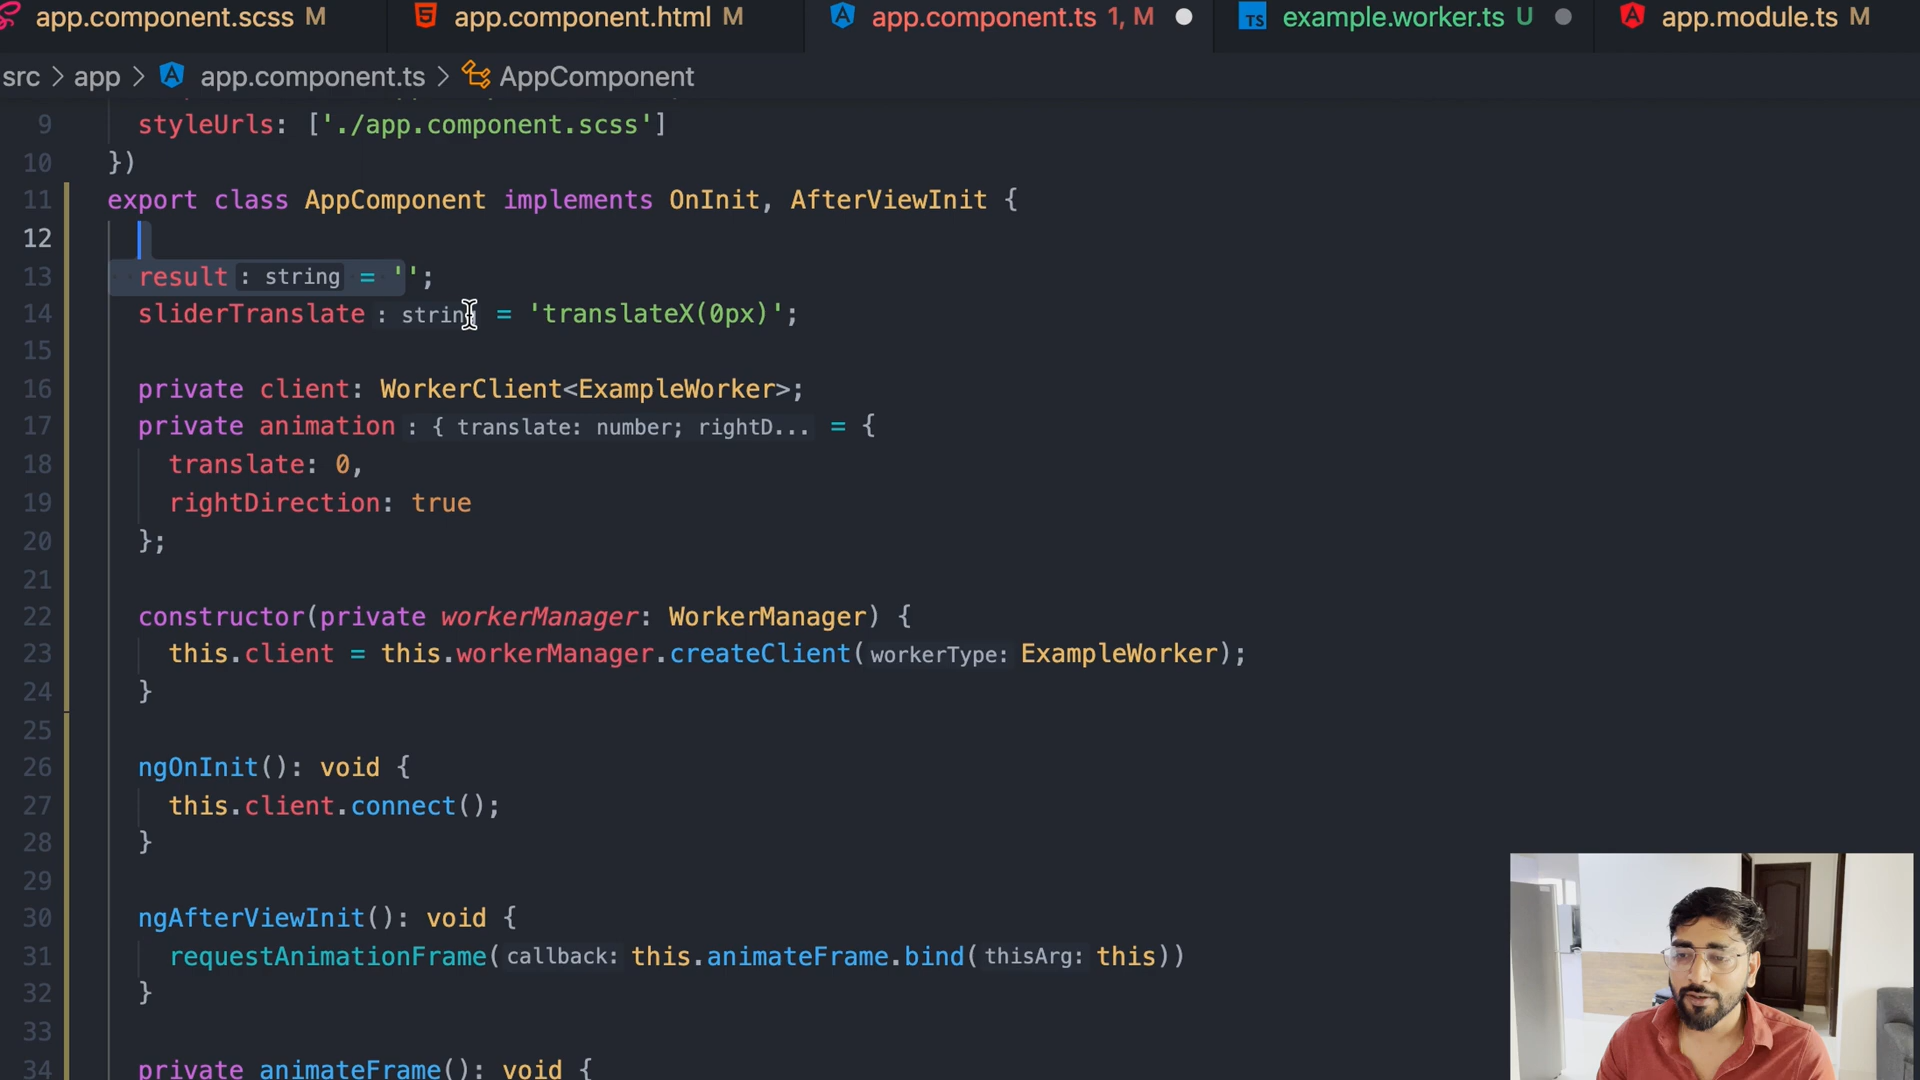 app.component.scss M app.component.html M app.component.ts 1, M TS example.worker.ts U app.module.ts M
src > app > app.component.ts > AppComponent
9 styleUrls: ['./app.component.scss']
10 })
11 export class AppComponent implements OnInit, AfterViewInit {
12
13 result: string = '';
14 sliderTranslate: string = 'translateX(0px)';
15
16 private client: WorkerClient<ExampleWorker>;
17 private animation: { translate: number; rightD... = {
18 translate: 0,
19 rightDirection: true
20 };
21
22 constructor(private workerManager: WorkerManager) {
23 this.client = this.workerManager.createClient(workerType: ExampleWorker);
24 }
25
26 ngOnInit(): void {
27 this.client.connect();
28 }
29
30 ngAfterViewInit(): void {
31 requestAnimationFrame(callback: this.animateFrame.bind(thisArg: this))
32 }
33
34 private animateFrame(): void {